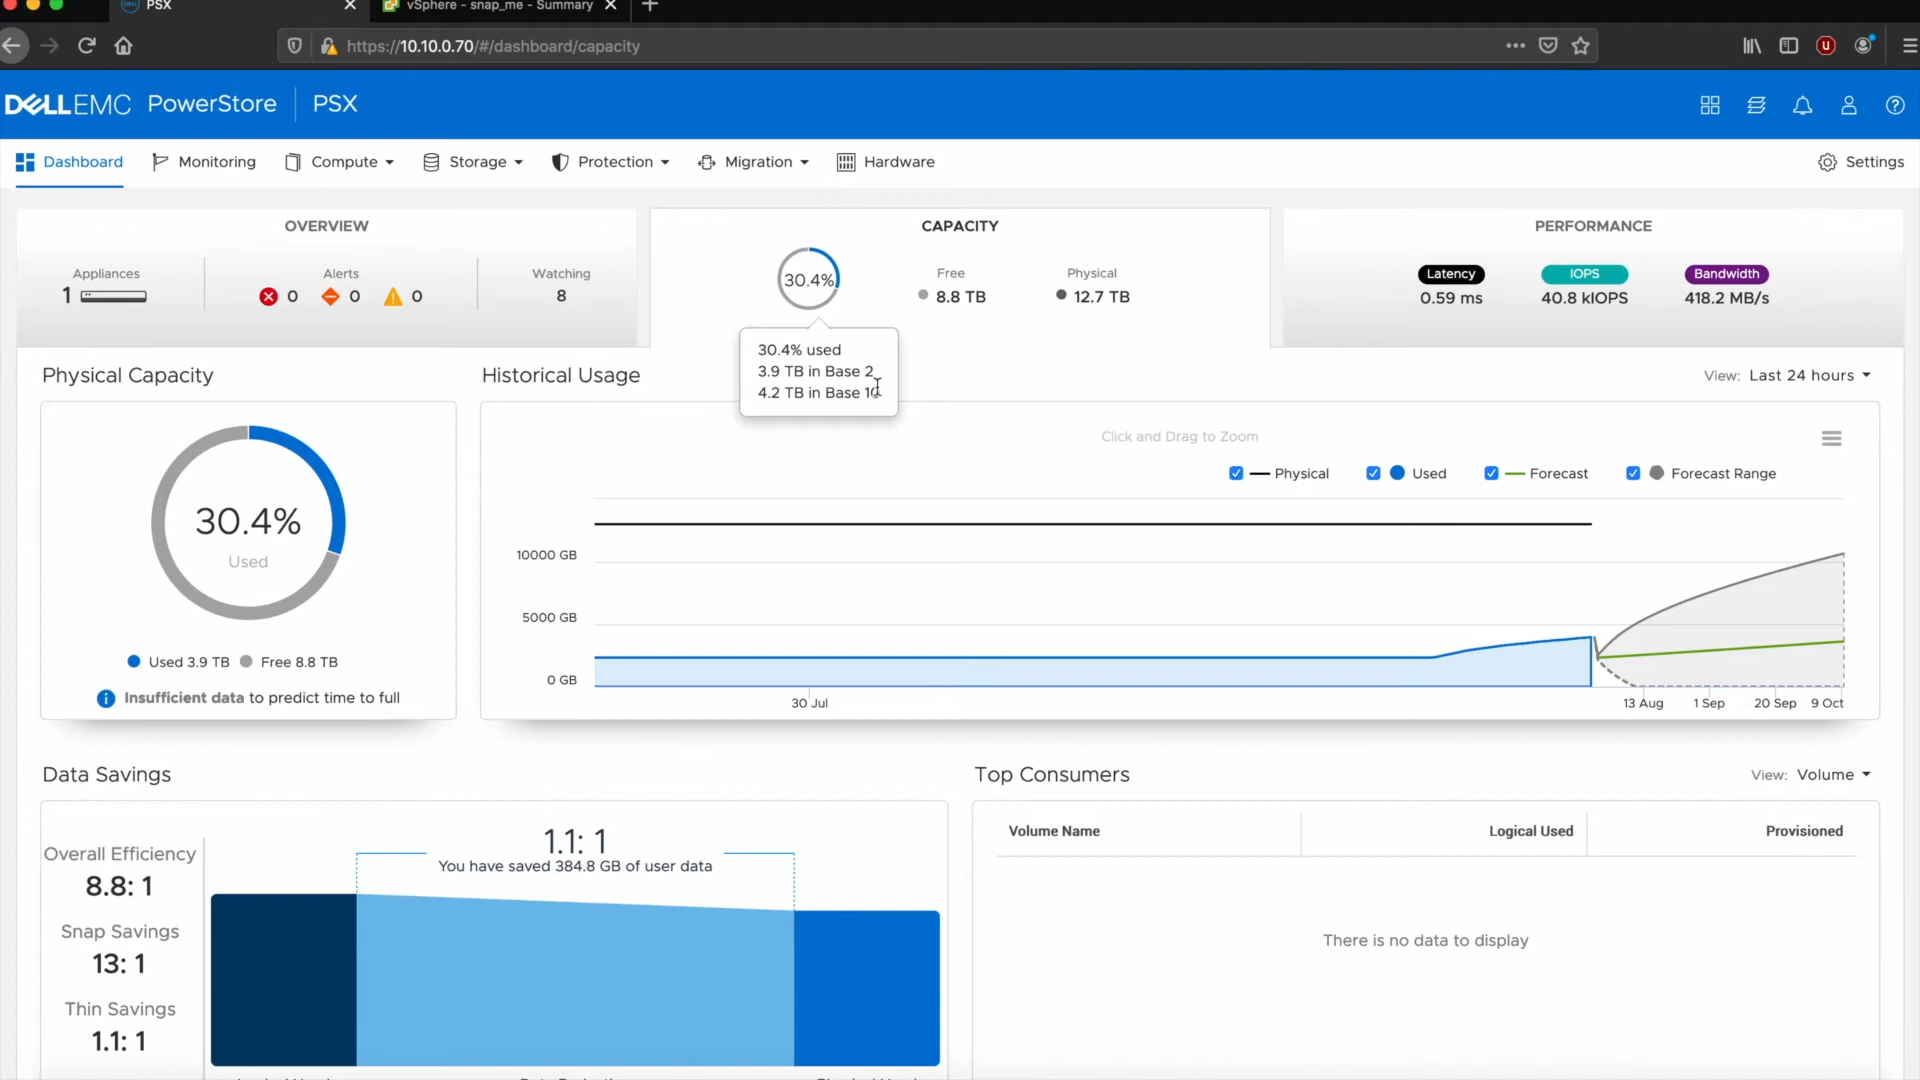 PSX
vSphere - snap_me - Summary
https://10.10.0.70/#/dashboard/capacity
DELLEMC PowerStore PSX
Dashboard Monitoring Compute Storage Protection Migration Hardware Settings
OVERVIEW
Appliances
1
Alerts
0 0 0
Watching
8
CAPACITY
30.4%
Free
8.8 TB
Physical
12.7 TB
PERFORMANCE
Latency
0.59 ms
IOPS
40.8 kIOPS
Bandwidth
418.2 MB/s
30.4% used
3.9 TB in Base 2
4.2 TB in Base 10
Physical Capacity
30.4%
Used
Used 3.9 TB Free 8.8 TB
Insufficient data to predict time to full
Historical Usage
View: Last 24 hours
Click and Drag to Zoom
Physical Used Forecast Forecast Range
10000 GB
5000 GB
0 GB
30 Jul 13 Aug 1 Sep 20 Sep 9 Oct
Data Savings
Overall Efficiency
8.8: 1
Snap Savings
13: 1
Thin Savings
1.1: 1
1.1: 1
You have saved 384.8 GB of user data
Top Consumers
View: Volume
Volume Name Logical Used Provisioned
There is no data to display